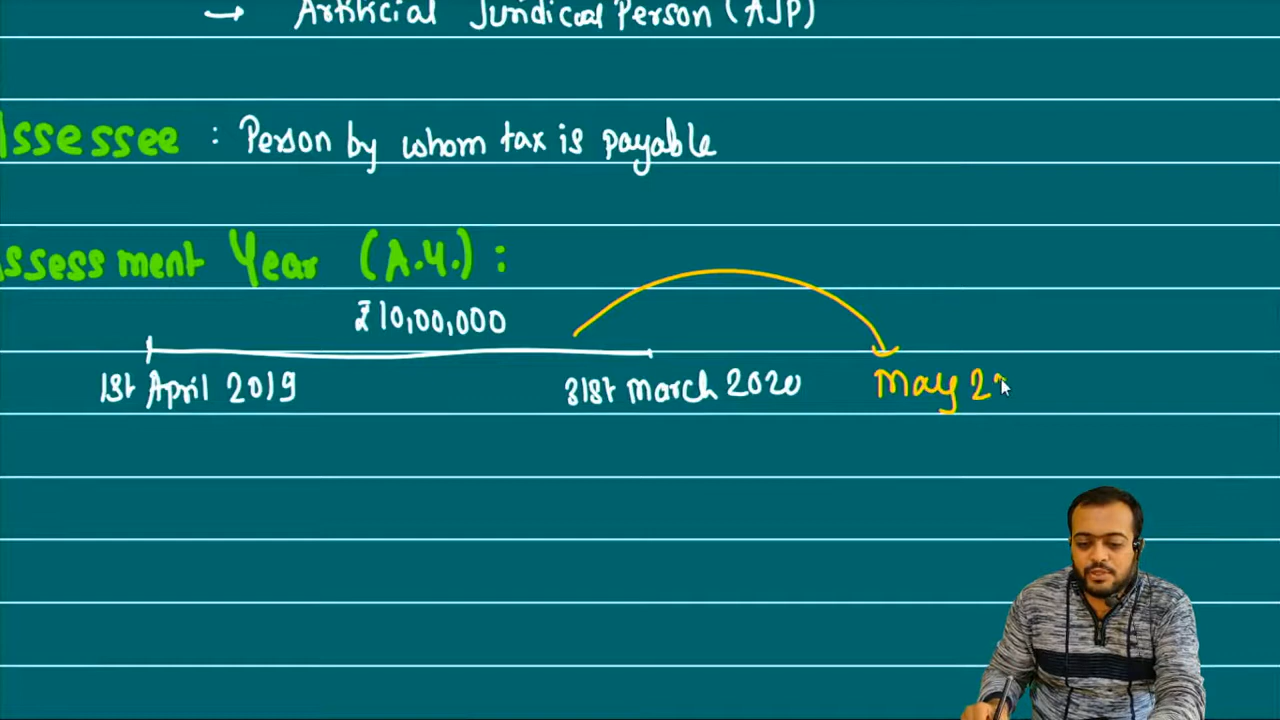 → Artificial Juridical Person (AJP)
Assessee : Person by whom tax is payable
Assessment Year (A.Y.) :
₹10,00,000
1st April 2019 31st March 2020 May 2